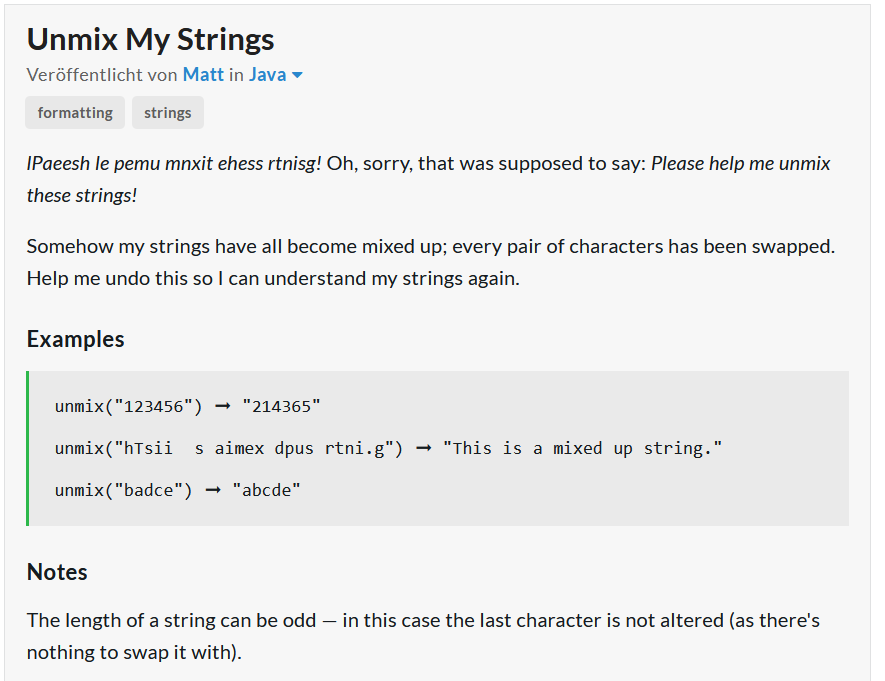 Unmix My Strings
Veröffentlicht von Matt in Java
formatting strings
lPaeesh le pemu mnxit ehess rtnisg! Oh, sorry, that was supposed to say: Please help me unmix
these strings!
Somehow my strings have all become mixed up; every pair of characters has been swapped.
Help me undo this so I can understand my strings again.
Examples
unmix("123456") ➞ "214365"
unmix("hTsii  s aimex dpus rtni.g") ➞ "This is a mixed up string."
unmix("badce") ➞ "abcde"
Notes
The length of a string can be odd — in this case the last character is not altered (as there's
nothing to swap it with).